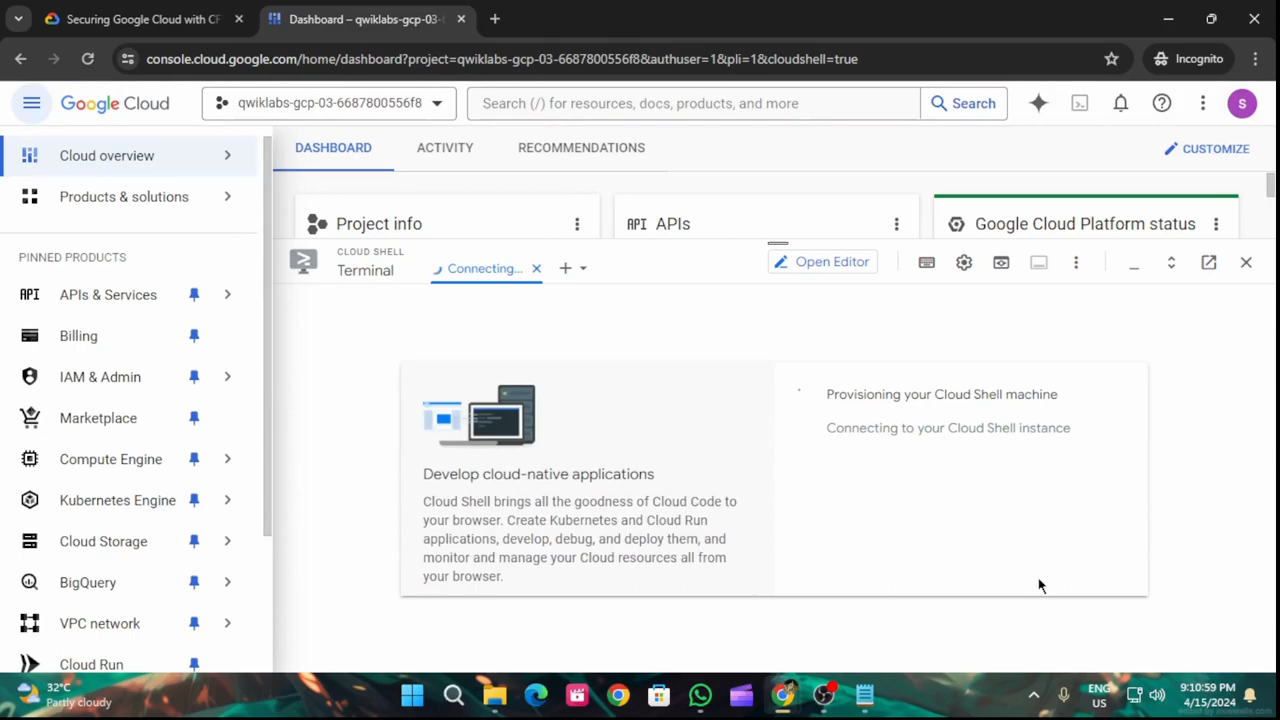 Securing Google Cloud with CF
Dashboard – qwiklabs-gcp-03-
console.cloud.google.com/home/dashboard?project=qwiklabs-gcp-03-6687800556f8&authuser=1&pli=1&cloudshell=true
Incognito
Google Cloud
qwiklabs-gcp-03-6687800556f8
Search (/) for resources, docs, products, and more
Search
S
Cloud overview
Products & solutions
PINNED PRODUCTS
API APIs & Services
Billing
IAM & Admin
Marketplace
Compute Engine
Kubernetes Engine
Cloud Storage
BigQuery
VPC network
Cloud Run
DASHBOARD
ACTIVITY
RECOMMENDATIONS
CUSTOMIZE
Project info
API APIs
Google Cloud Platform status
CLOUD SHELL
Terminal
Connecting...
Open Editor
Develop cloud-native applications
Cloud Shell brings all the goodness of Cloud Code to
your browser. Create Kubernetes and Cloud Run
applications, develop, debug, and deploy them, and
monitor and manage your Cloud resources all from
your browser.
Provisioning your Cloud Shell machine
Connecting to your Cloud Shell instance
32°C
Partly cloudy
ENG
US
9:10:59 PM
4/15/2024